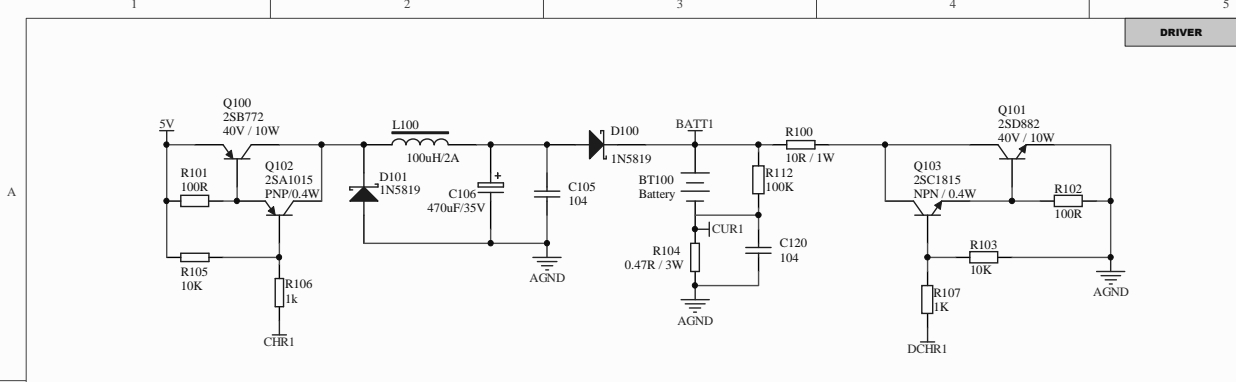 1 2 3 4 5
DRIVER
A
5V
Q100
2SB772
40V / 10W
Q102
2SA1015
PNP/0.4W
R101
100R
R105
10K
R106
1k
CHR1
L100
100uH/2A
D101
1N5819
+
C106
470uF/35V
C105
104
AGND
D100
1N5819
BATT1
BT100
Battery
R112
100K
CUR1
R104
0.47R / 3W
C120
104
AGND
R100
10R / 1W
Q101
2SD882
40V / 10W
Q103
2SC1815
NPN / 0.4W
R102
100R
R103
10K
R107
1K
DCHR1
AGND